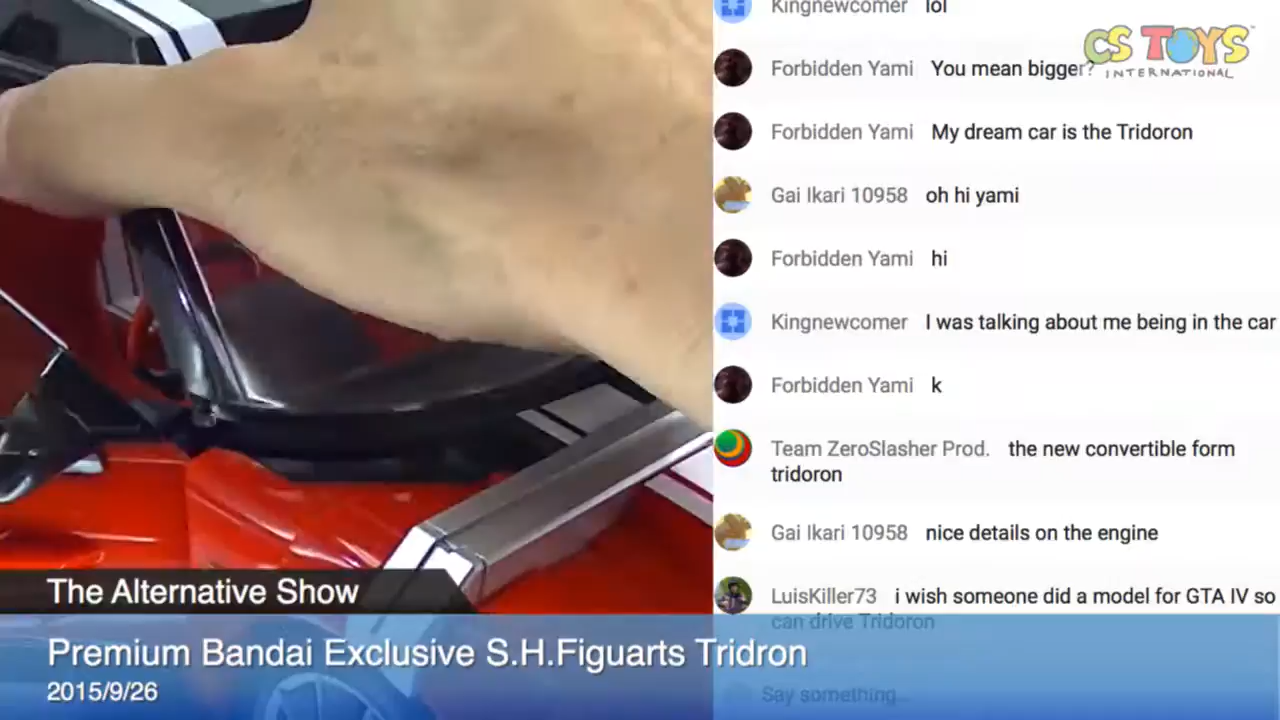 Kingnewcomer lol
CS TOYS
INTERNATIONAL
Forbidden Yami You mean bigger?
Forbidden Yami My dream car is the Tridoron
Gai Ikari 10958 oh hi yami
Forbidden Yami hi
Kingnewcomer I was talking about me being in the car
Forbidden Yami k
Team ZeroSlasher Prod. the new convertible form
tridoron
Gai Ikari 10958 nice details on the engine
LuisKiller73 i wish someone did a model for GTA IV so
can drive Tridoron
Say something...
The Alternative Show
Premium Bandai Exclusive S.H.Figuarts Tridron
2015/9/26